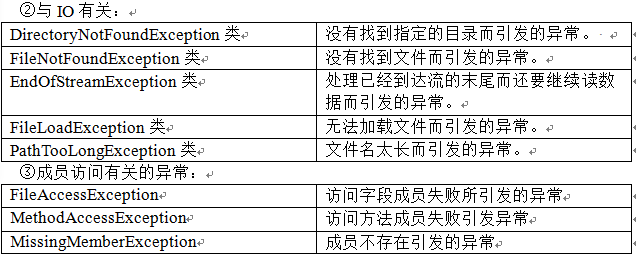 ②与 IO 有关：
DirectoryNotFoundException 类 没有找到指定的目录而引发的异常。
FileNotFoundException 类 没有找到文件而引发的异常。
EndOfStreamException 类 处理已经到达流的末尾而还要继续读数
据而引发的异常。
FileLoadException 类 无法加载文件而引发的异常。
PathTooLongException 类 文件名太长而引发的异常。
③成员访问有关的异常：
FileAccessException 访问字段成员失败所引发的异常
MethodAccessException 访问方法成员失败引发异常
MissingMemberException 成员不存在引发的异常